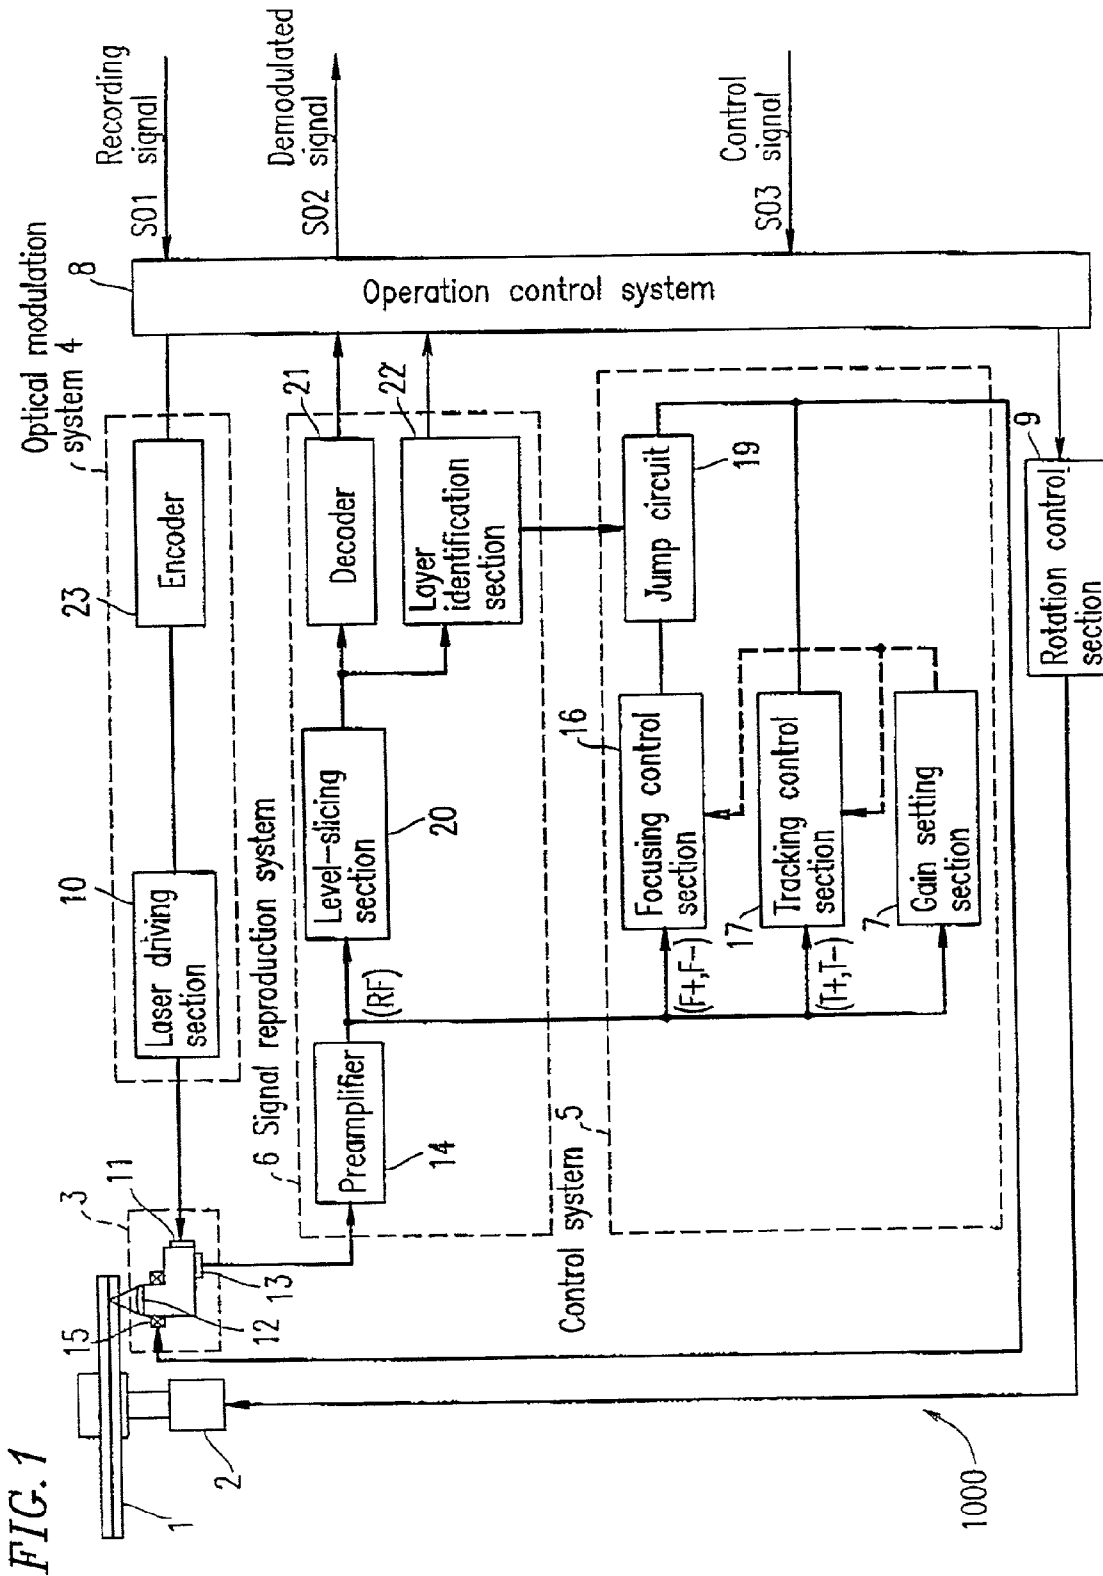 FIG. 1
Optical modulation
system 4
Recording
signal
S01
Demodulated
signal
S02
Control
signal
S03
8
Operation control system
23
Encoder
10
Laser driving
section
3
11
12
13
15
1
2
6 Signal reproduction system
21
Decoder
22
Layer
identification
section
Level-slicing
section
20
(RF)
Preamplifier
14
Control system 5
Jump circuit
19
16
Focusing control
section
(F+,F-)
17
Tracking control
section
(T+,T-)
7
Gain setting
section
9
Rotation control
section
1000